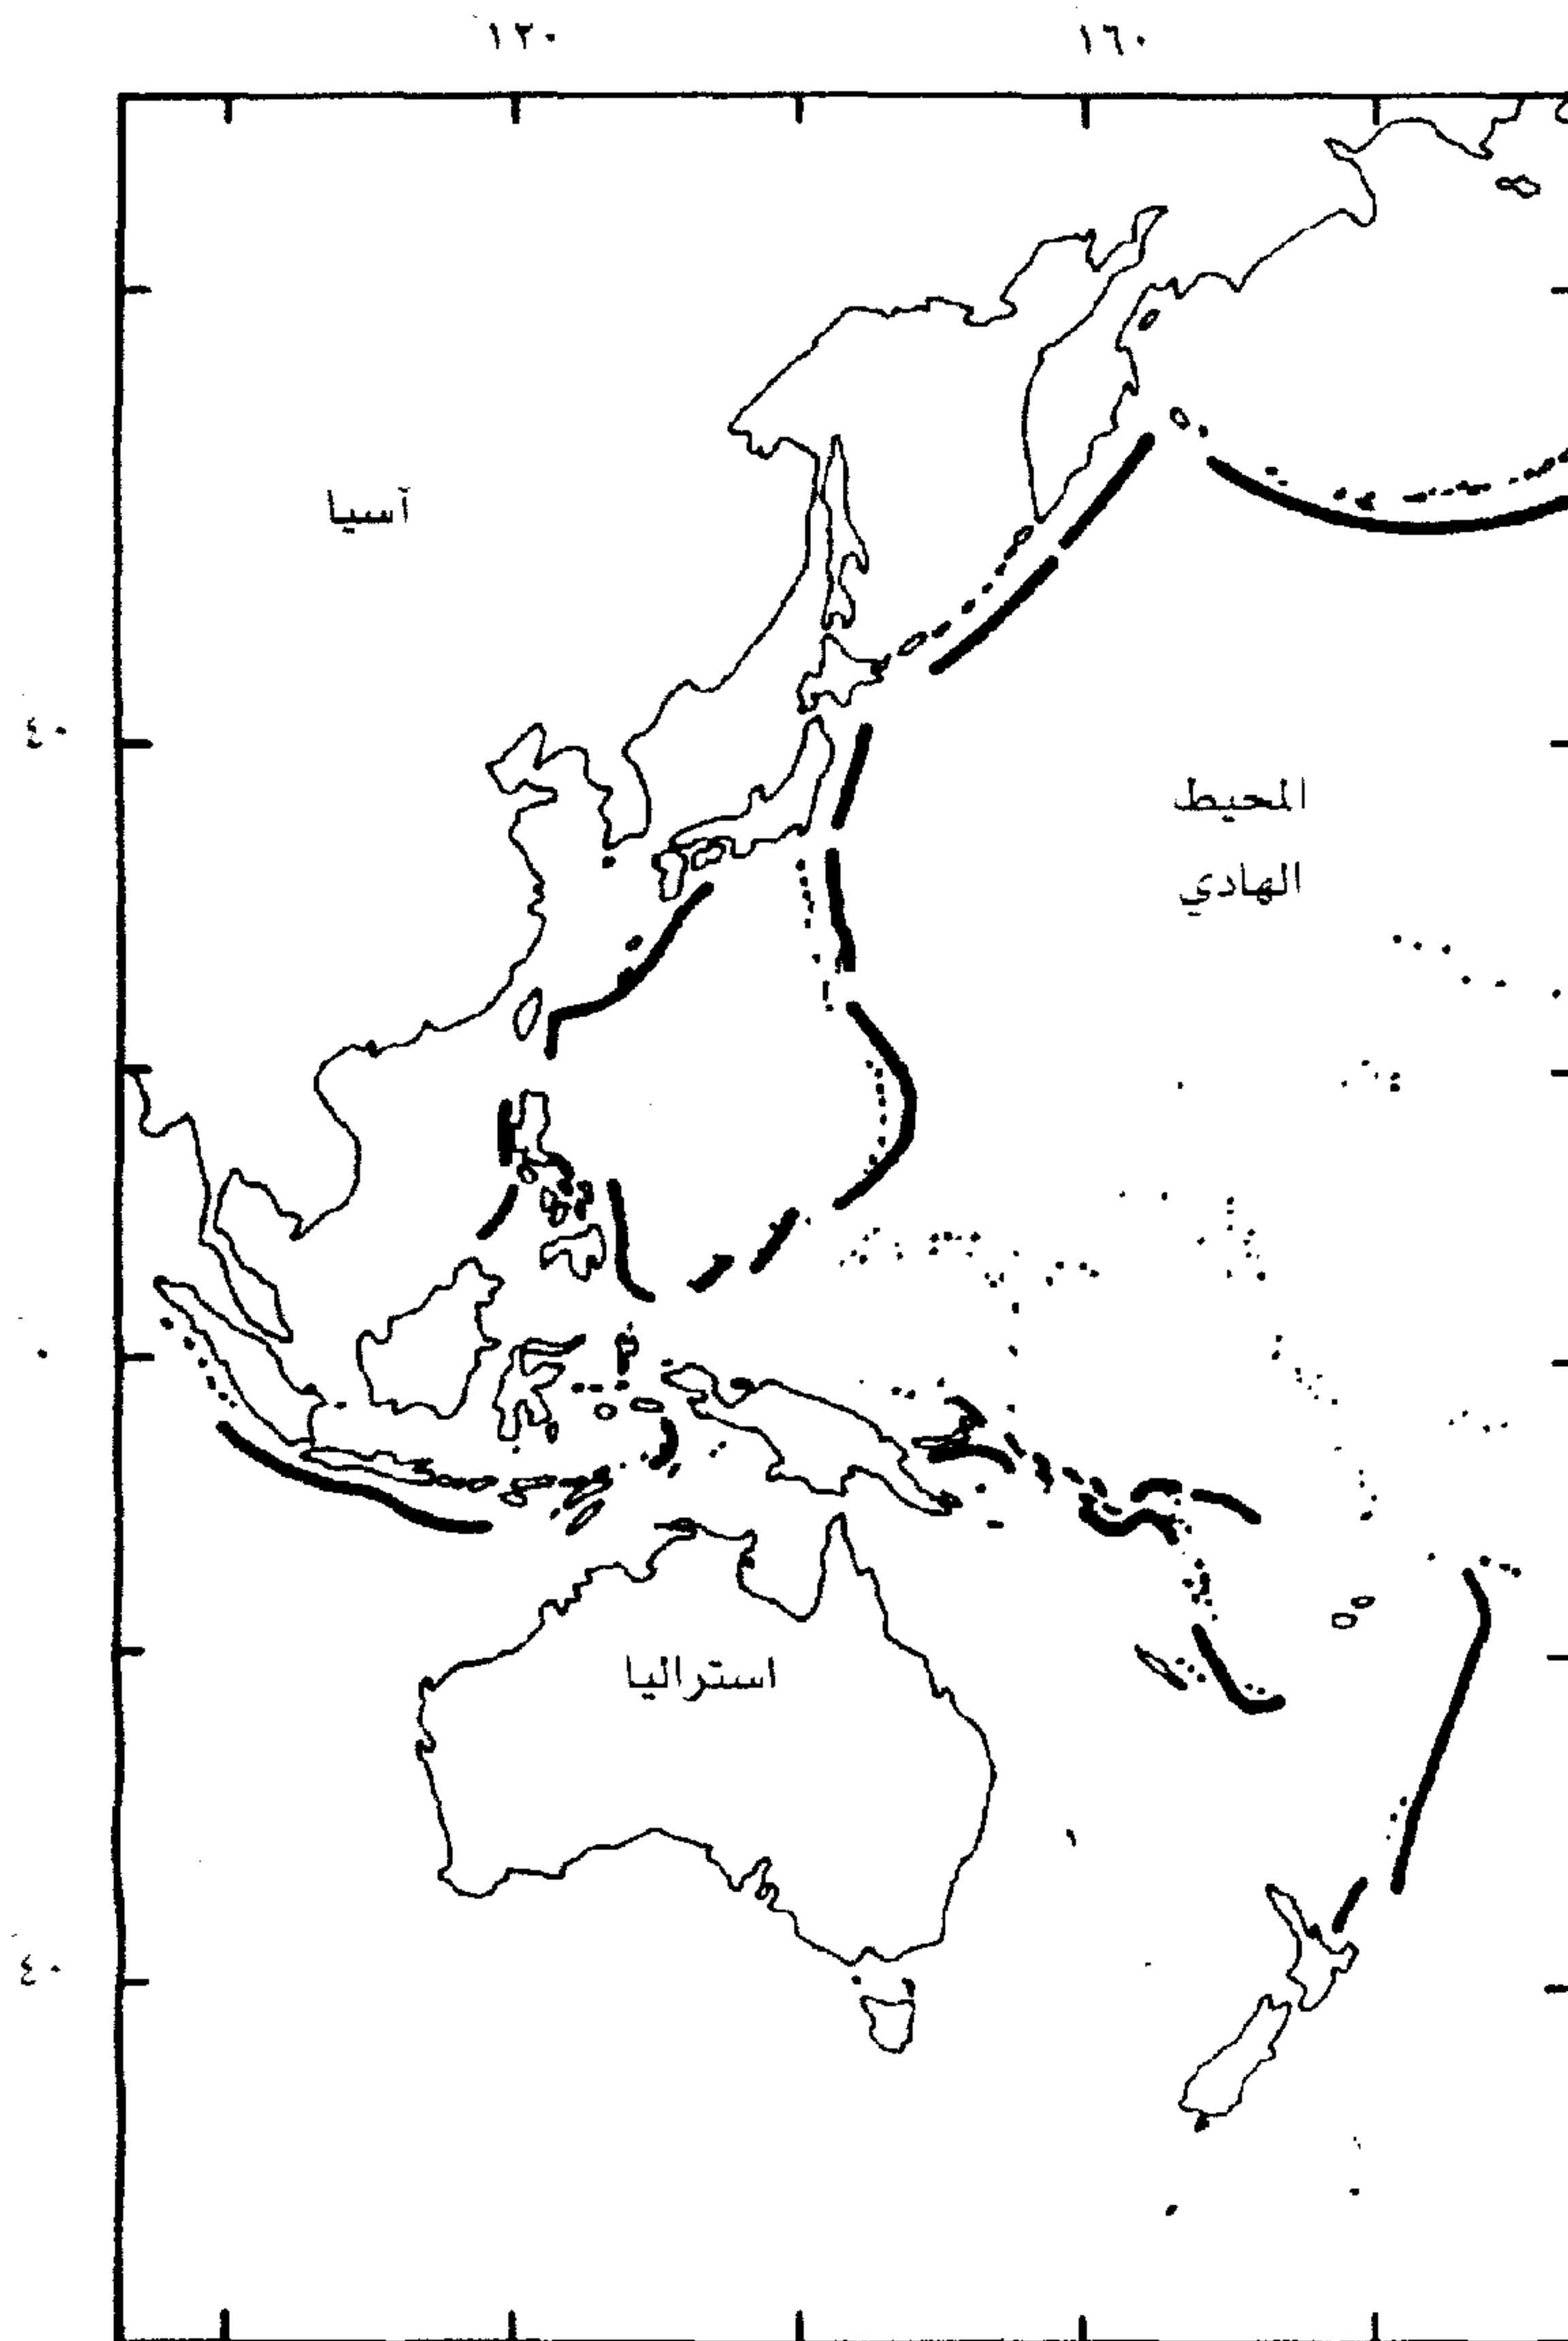 ١٢٠
١٦٠
آسيا
٤٠
المحيط
الهادي
٠
استراليا
٤٠